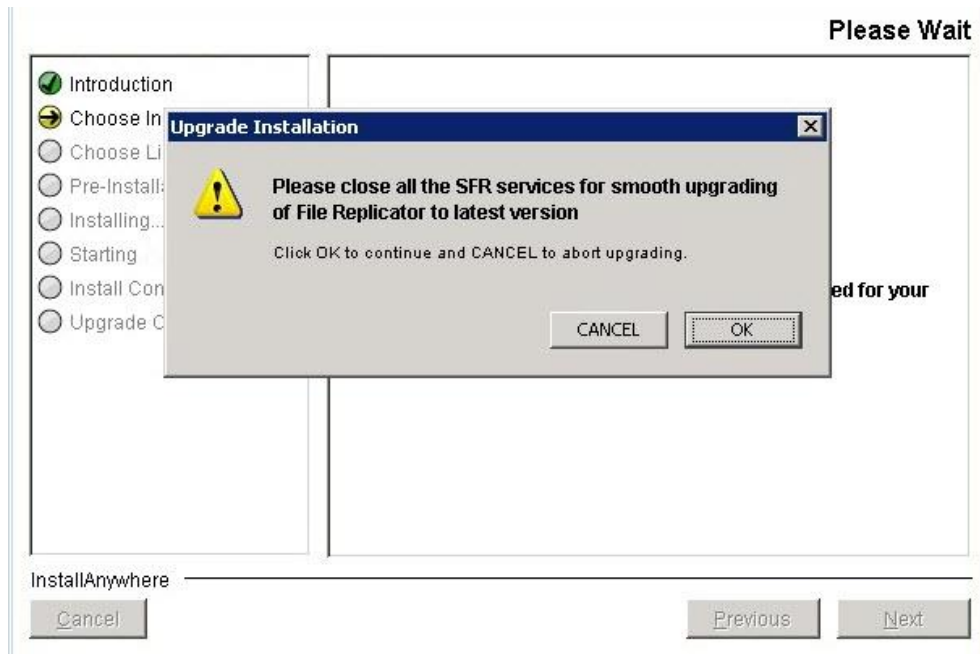 Please Wait
Introduction
Choose In
Upgrade Installation
Choose Li
Pre-Installa
Please close all the SFR services for smooth upgrading
of File Replicator to latest version
Installing...
Starting
Click OK to continue and CANCEL to abort upgrading.
Install Con
ed for your
Upgrade C
CANCEL
OK
InstallAnywhere
Cancel
Previous
Next